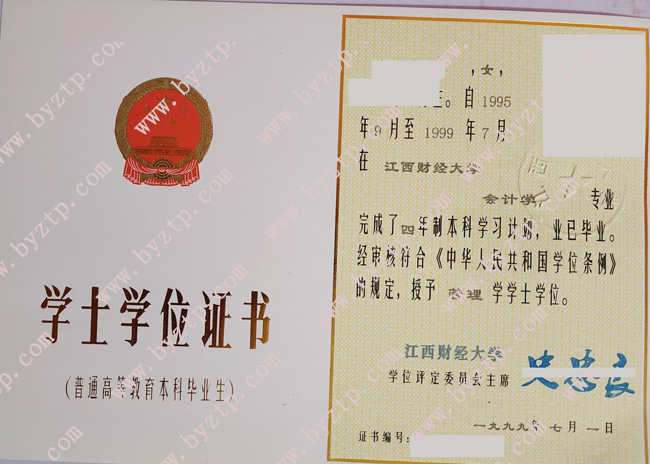 学士学位证书
(普通高等教育本科毕业生)
,女,
生。自 1995
年 9 月至 1999 年 7 月
在 江西财经大学
会计学 专业
完成了四年制本科学习计划,业已毕业。
经审核符合《中华人民共和国学位条例》
的规定,授予 管理 学学士学位。
江西财经大学
学位评定委员会主席 史忠良
一九九九年 七 月 一 日
证书编号:
www.byztp.com